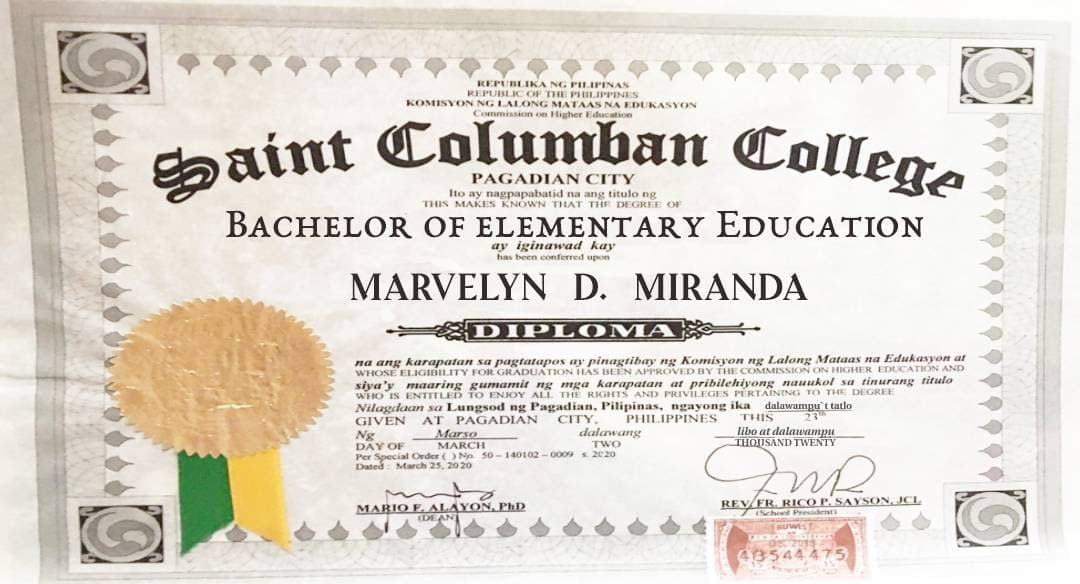 REPUBLIKA NG PILIPINAS
REPUBLIC OF THE PHILIPPINES
KOMISYON NG LALONG MATAAS NA EDUKASYON
Commission on Higher Education
Saint Columban College
PAGADIAN CITY
Ito ay nagpapabatid na ang titulo ng
THIS MAKES KNOWN THAT THE DEGREE OF
BACHELOR OF ELEMENTARY EDUCATION
ay iginawad kay
has been conferred upon
MARVELYN D. MIRANDA
DIPLOMA
na ang karapatan sa pagtatapos ay pinagtibay ng Komisyon ng Lalong Mataas na Edukasyon at
WHOSE ELIGIBILITY FOR GRADUATION HAS BEEN APPROVED BY THE COMMISSION ON HIGHER EDUCATION AND
siya'y maaring gumamit ng mga karapatan at pribilehiyong nauukol sa tinurang titulo
WHO IS ENTITLED TO ENJOY ALL THE RIGHTS AND PRIVILEGES PERTAINING TO THE DEGREE
Nilagdaan sa Lungsod ng Pagadian, Pilipinas, ngayong ika dalawampu`t tatlo
GIVEN AT PAGADIAN CITY, PHILIPPINES THIS 23th
Ng Marso dalawang libo at dalawampu
DAY OF MARCH TWO THOUSAND TWENTY
Per Special Order ( ) No. 50-140102-0009 s. 2020
Dated : March 25, 2020
MARIO F. ALAYON, PhD
(DEAN)
REV. FR. RICO P. SAYSON, JCL
(School President)
BUWIS
48544475